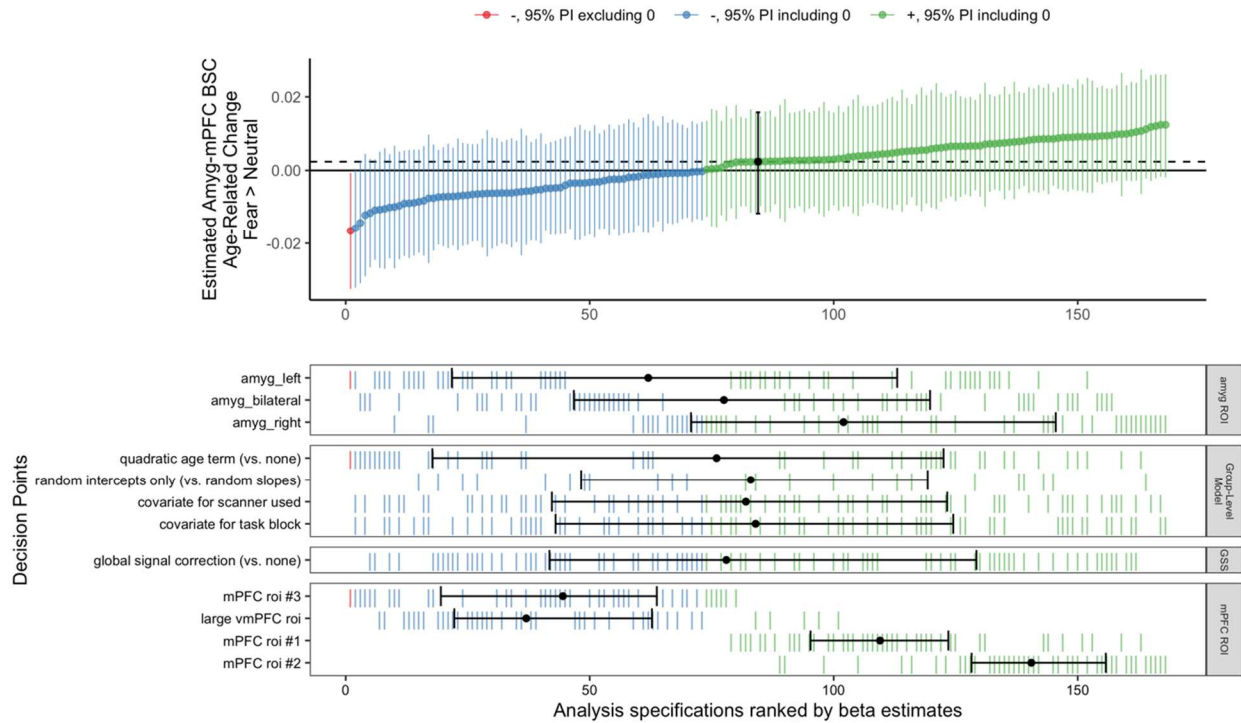 -, 95% PI excluding 0 -, 95% PI including 0 +, 95% PI including 0
Estimated Amyg-mPFC BSC
Age-Related Change
Fear > Neutral
0.02
0.00
-0.02
0 50 100 150
Decision Points
amyg_left
amyg_bilateral
amyg_right
amyg ROI
quadratic age term (vs. none)
random intercepts only (vs. random slopes)
covariate for scanner used
covariate for task block
Group-Level
Model
global signal correction (vs. none)
GSS
mPFC roi #3
large vmPFC roi
mPFC roi #1
mPFC roi #2
mPFC ROI
0 50 100 150
Analysis specifications ranked by beta estimates